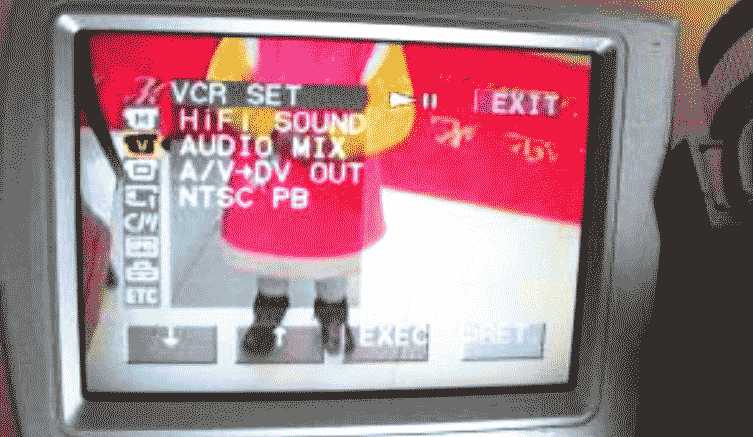 VCR SET
EXIT
HiFi SOUND
AUDIO MIX
A/V→DV OUT
NTSC PB
ETC
↓
↑
EXEC
RET